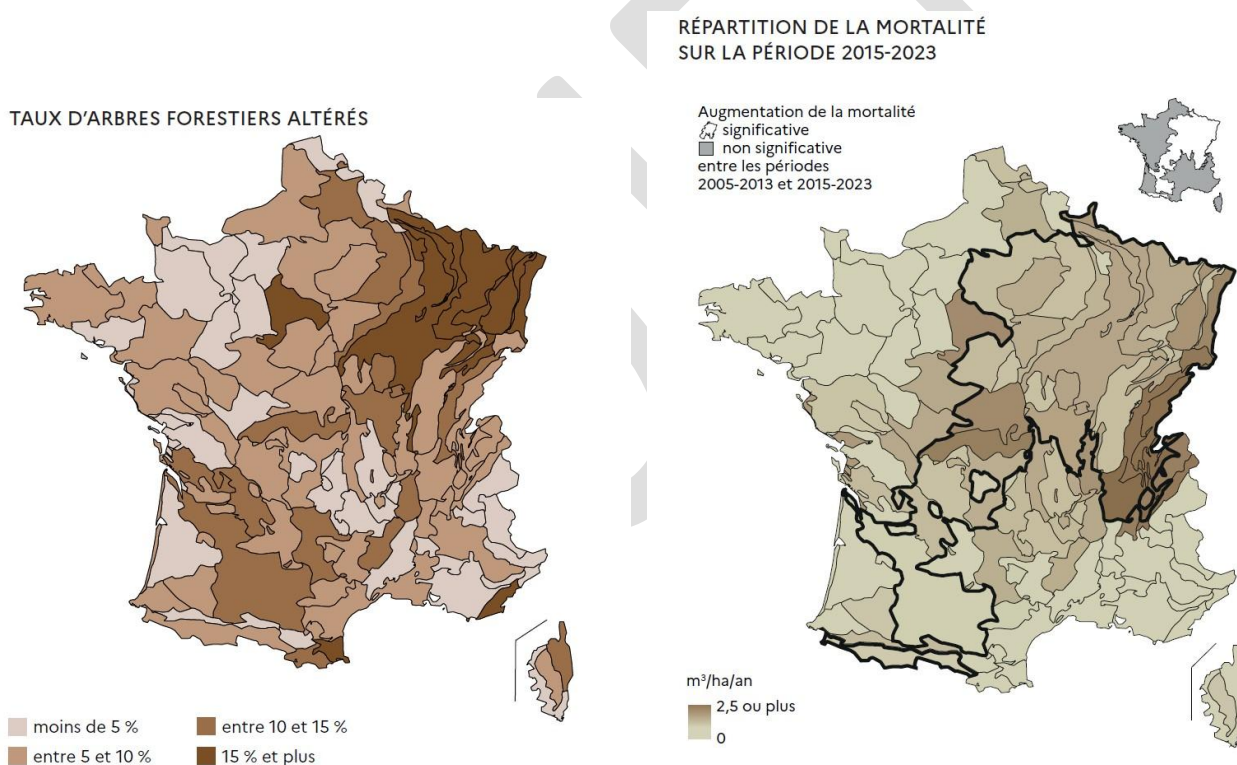 TAUX D'ARBRES FORESTIERS ALTÉRÉS
moins de 5 %
entre 5 et 10 %
entre 10 et 15 %
15 % et plus
RÉPARTITION DE LA MORTALITÉ
SUR LA PÉRIODE 2015-2023
Augmentation de la mortalité
significative
non significative
entre les périodes
2005-2013 et 2015-2023
m³/ha/an
2,5 ou plus
0